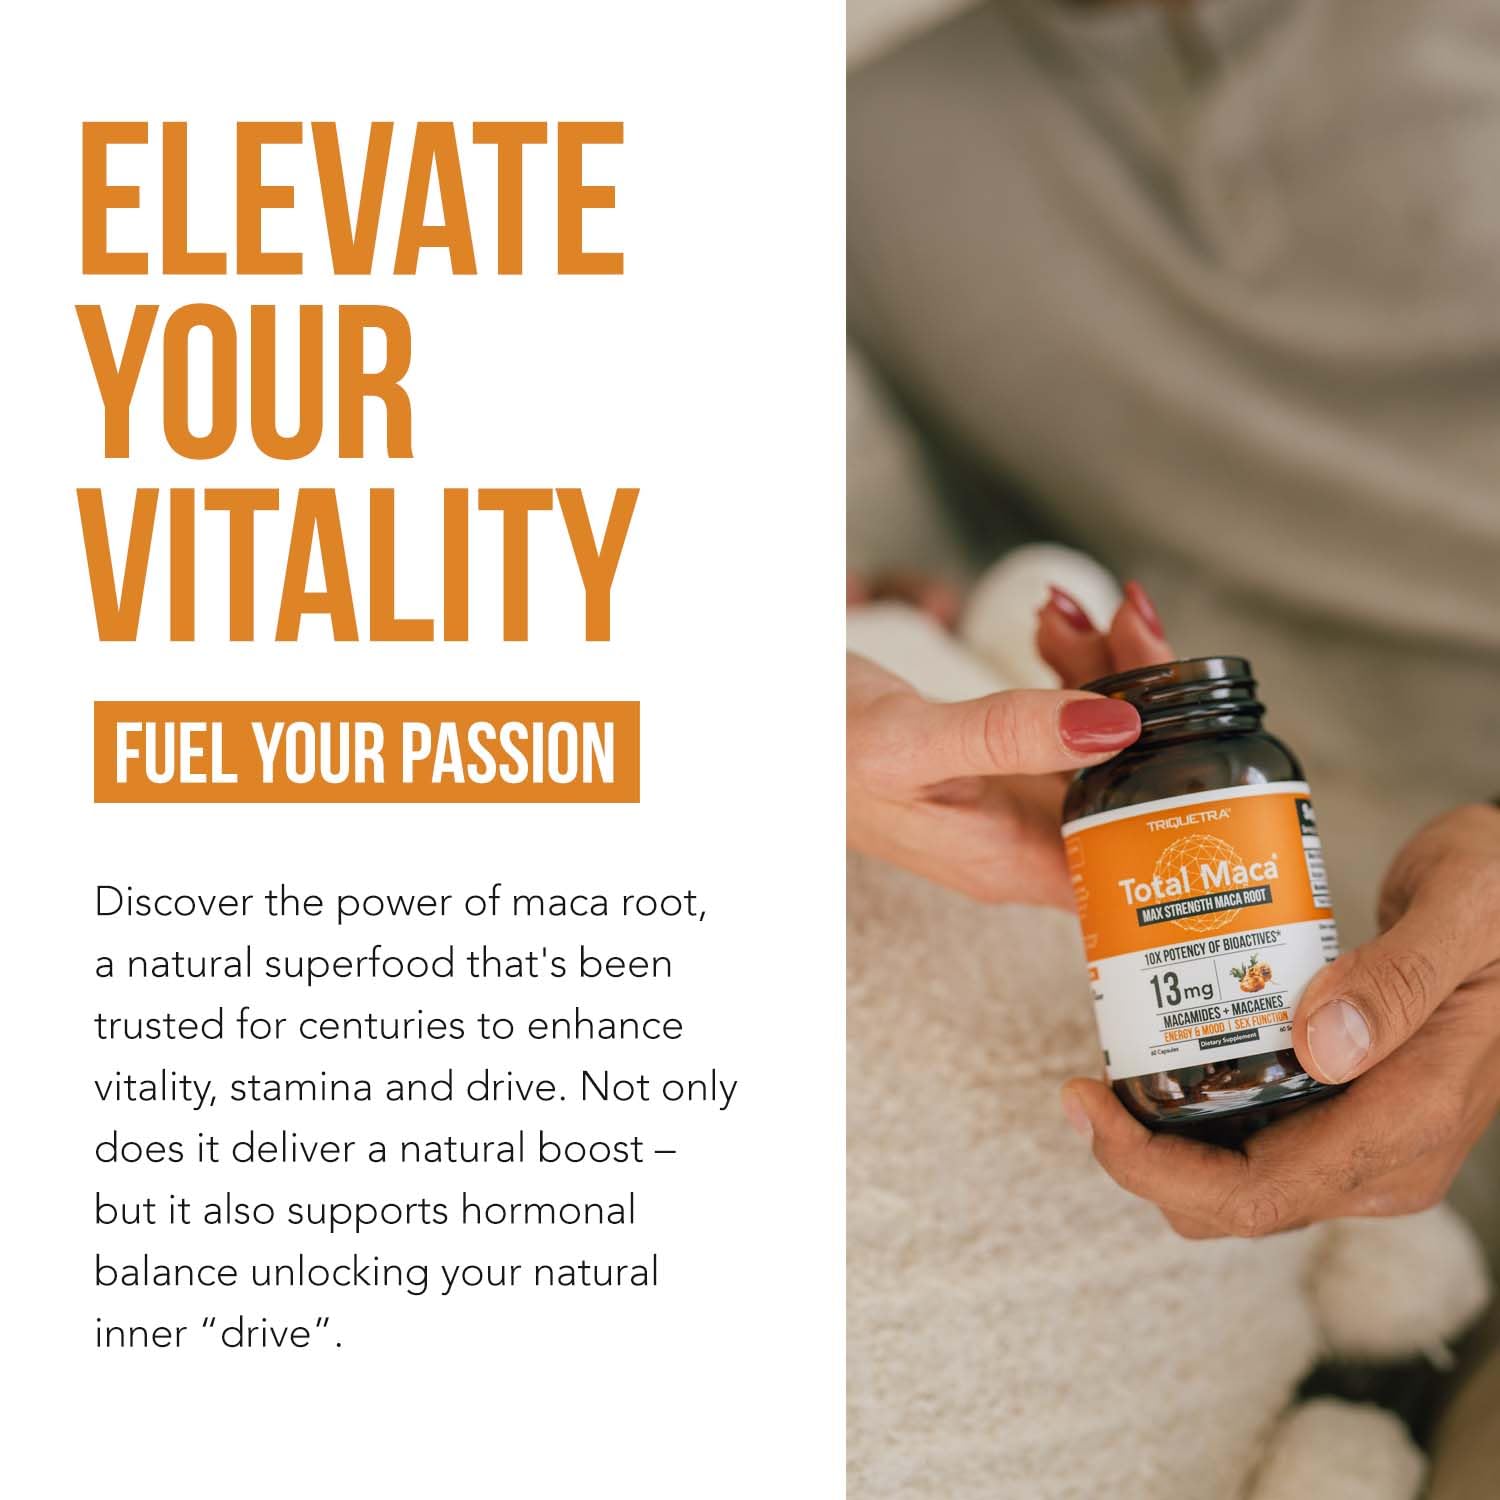 ELEVATE
YOUR
VITALITY
FUEL YOUR PASSION
Discover the power of maca root,
a natural superfood that's been
trusted for centuries to enhance
vitality, stamina and drive. Not only
does it deliver a natural boost –
but it also supports hormonal
balance unlocking your natural
inner “drive”.
TRIQUETRA
Total Maca®
MAX STRENGTH MACA ROOT
10X POTENCY OF BIOACTIVES*
13mg
MACAMIDES + MACAENES
ENERGY & MOOD | SEX FUNCTION
60 Capsules
Dietary Supplement